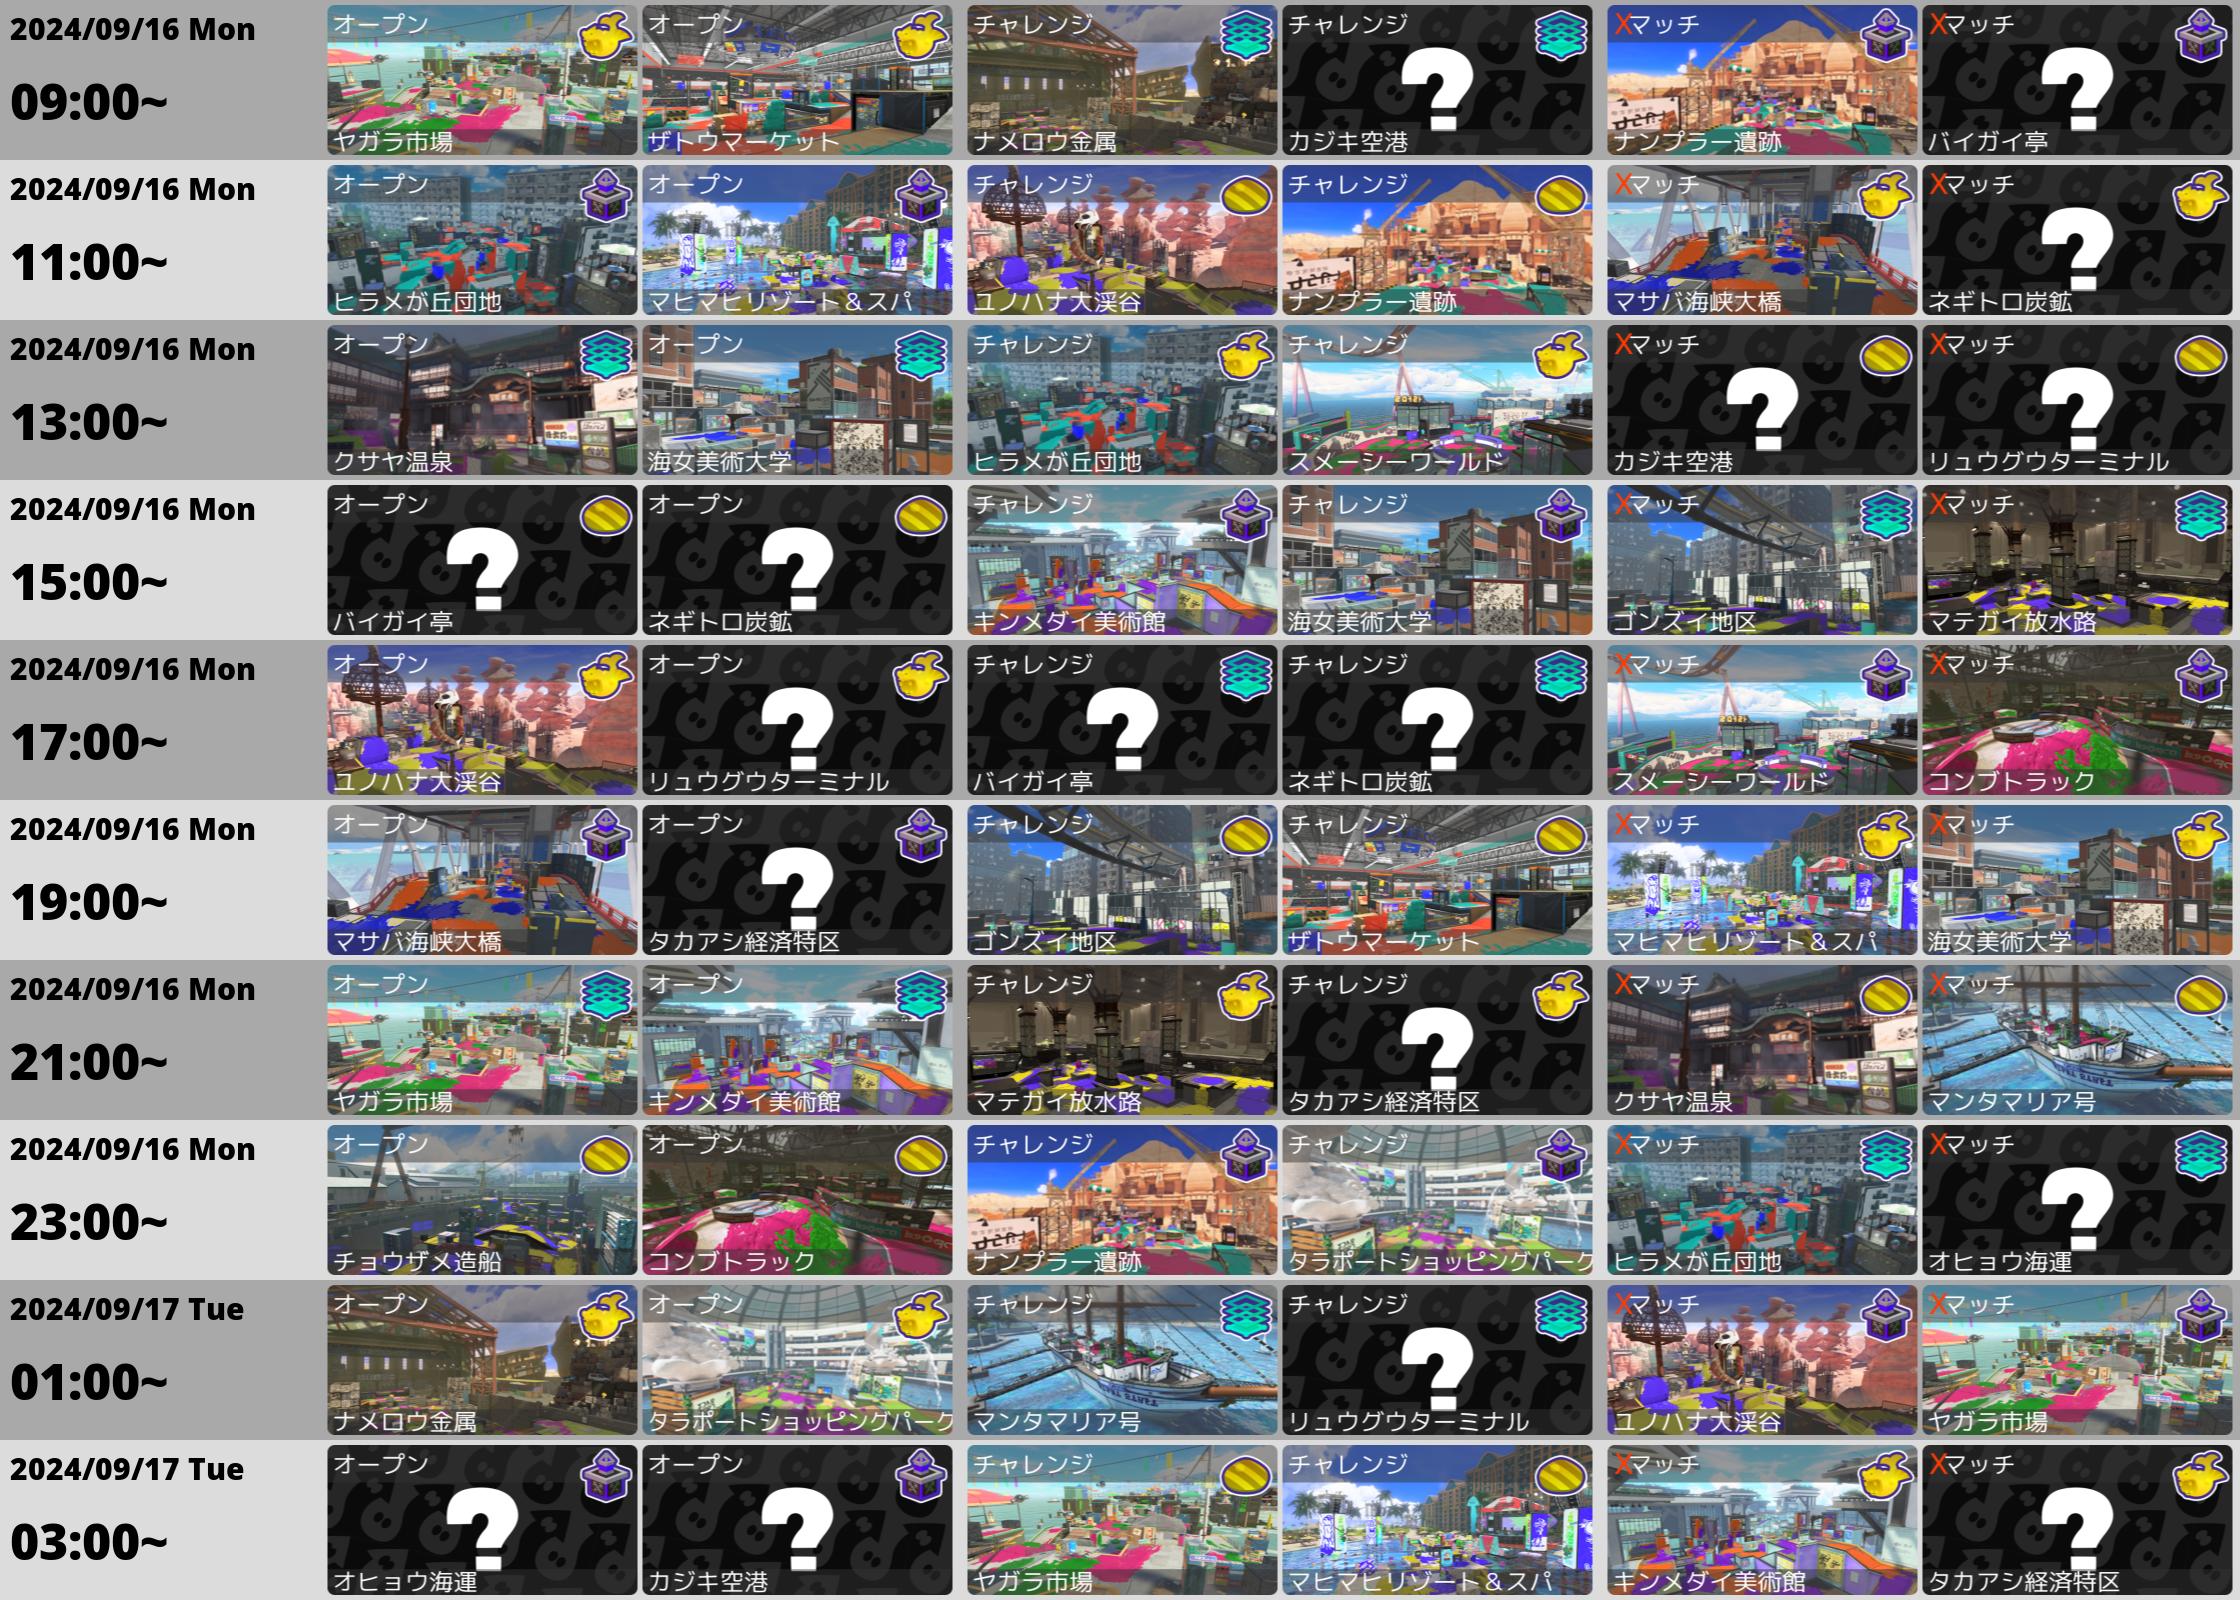 2024/09/16 Mon
09:00~
オープン
ヤガラ市場
オープン
ザトウマーケット
チャレンジ
ナメロウ金属
チャレンジ
カジキ空港
Xマッチ
ナンプラー遺跡
Xマッチ
バイガイ亭
2024/09/16 Mon
11:00~
オープン
ヒラメが丘団地
オープン
マヒマヒリゾート&スパ
チャレンジ
ユノハナ大渓谷
チャレンジ
ナンプラー遺跡
Xマッチ
マサバ海峡大橋
Xマッチ
ネギトロ炭鉱
2024/09/16 Mon
13:00~
オープン
クサヤ温泉
オープン
海女美術大学
チャレンジ
ヒラメが丘団地
チャレンジ
スメーシーワールド
Xマッチ
カジキ空港
Xマッチ
リュウグウターミナル
2024/09/16 Mon
15:00~
オープン
バイガイ亭
オープン
ネギトロ炭鉱
チャレンジ
キンメダイ美術館
チャレンジ
海女美術大学
Xマッチ
ゴンズイ地区
Xマッチ
マテガイ放水路
2024/09/16 Mon
17:00~
オープン
ユノハナ大渓谷
オープン
リュウグウターミナル
チャレンジ
バイガイ亭
チャレンジ
ネギトロ炭鉱
Xマッチ
スメーシーワールド
Xマッチ
コンブトラック
2024/09/16 Mon
19:00~
オープン
マサバ海峡大橋
オープン
タカアシ経済特区
チャレンジ
ゴンズイ地区
チャレンジ
ザトウマーケット
Xマッチ
マヒマヒリゾート&スパ
Xマッチ
海女美術大学
2024/09/16 Mon
21:00~
オープン
ヤガラ市場
オープン
キンメダイ美術館
チャレンジ
マテガイ放水路
チャレンジ
タカアシ経済特区
Xマッチ
クサヤ温泉
Xマッチ
マンタマリア号
2024/09/16 Mon
23:00~
オープン
チョウザメ造船
オープン
コンブトラック
チャレンジ
ナンプラー遺跡
チャレンジ
タラポートショッピングパーク
Xマッチ
ヒラメが丘団地
Xマッチ
オヒョウ海運
2024/09/17 Tue
01:00~
オープン
ナメロウ金属
オープン
タラポートショッピングパーク
チャレンジ
マンタマリア号
チャレンジ
リュウグウターミナル
Xマッチ
ユノハナ大渓谷
Xマッチ
ヤガラ市場
2024/09/17 Tue
03:00~
オープン
オヒョウ海運
オープン
カジキ空港
チャレンジ
ヤガラ市場
チャレンジ
マヒマヒリゾート&スパ
Xマッチ
キンメダイ美術館
Xマッチ
タカアシ経済特区